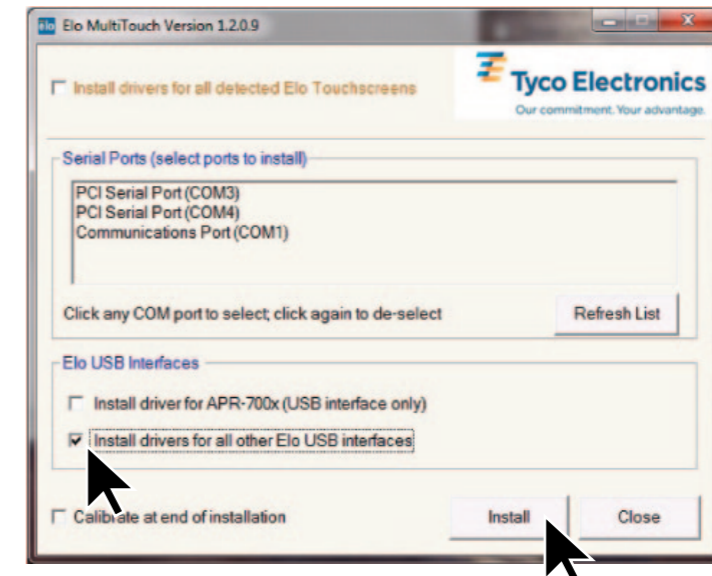 elo Elo MultiTouch Version 1.2.0.9
Install drivers for all detected Elo Touchscreens
Tyco Electronics
Our commitment. Your advantage.
Serial Ports (select ports to install)
PCI Serial Port (COM3)
PCI Serial Port (COM4)
Communications Port (COM1)
Click any COM port to select; click again to de-select
Refresh List
Elo USB Interfaces
Install driver for APR-700x (USB interface only)
Install drivers for all other Elo USB interfaces
Calibrate at end of installation
Install
Close